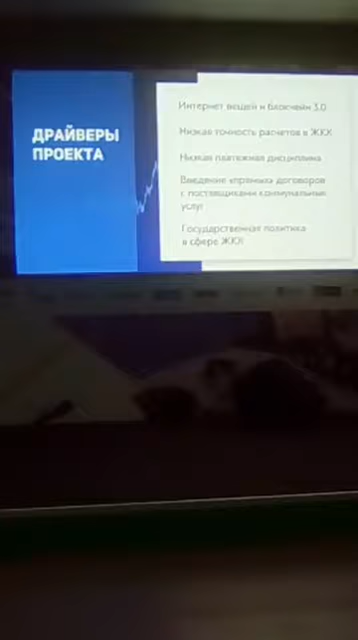 ДРАЙВЕРЫ
ПРОЕКТА
Интернет вещей и блокчейн 3.0
Низкая точность расчетов в ЖКХ
Низкая платежная дисциплина
Введение «прямых» договоров
с поставщиками коммунальных
услуг
Государственная политика
в сфере ЖКХ